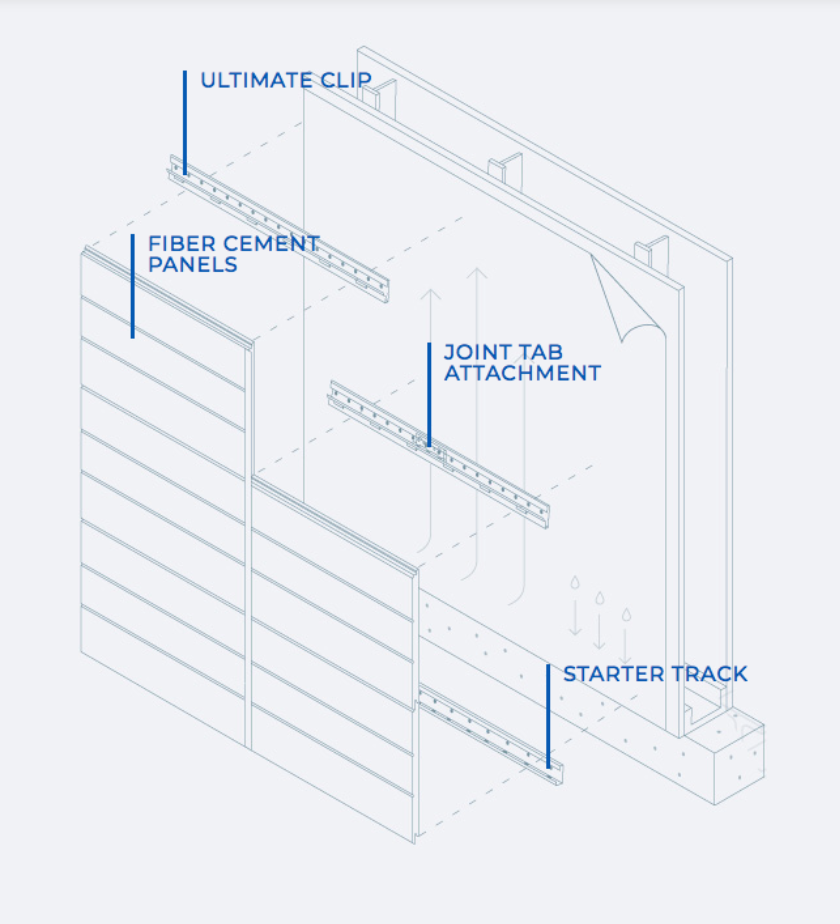 ULTIMATE CLIP
FIBER CEMENT
PANELS
JOINT TAB
ATTACHMENT
STARTER TRACK